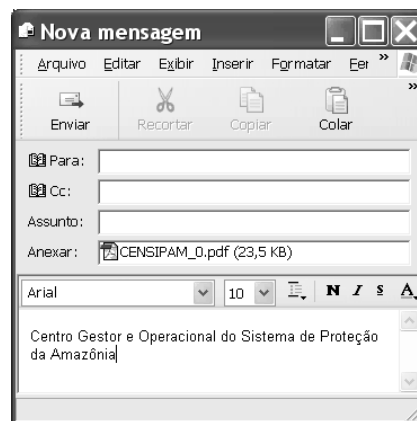 Nova mensagem
Arquivo Editar Exibir Inserir Formatar Fer »
»
Enviar Recortar Copiar Colar
Para:
Cc:
Assunto:
Anexar: CENSIPAM_0.pdf (23,5 KB)
Arial 10 N I s A
Centro Gestor e Operacional do Sistema de Proteção
da Amazônia